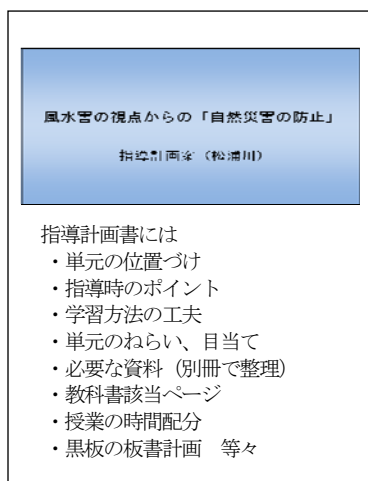 風水害の視点からの「自然災害の防止」
指導計画案（松浦川）
指導計画書には
・単元の位置づけ
・指導時のポイント
・学習方法の工夫
・単元のねらい、目当て
・必要な資料（別冊で整理）
・教科書該当ページ
・授業の時間配分
・黒板の板書計画　等々